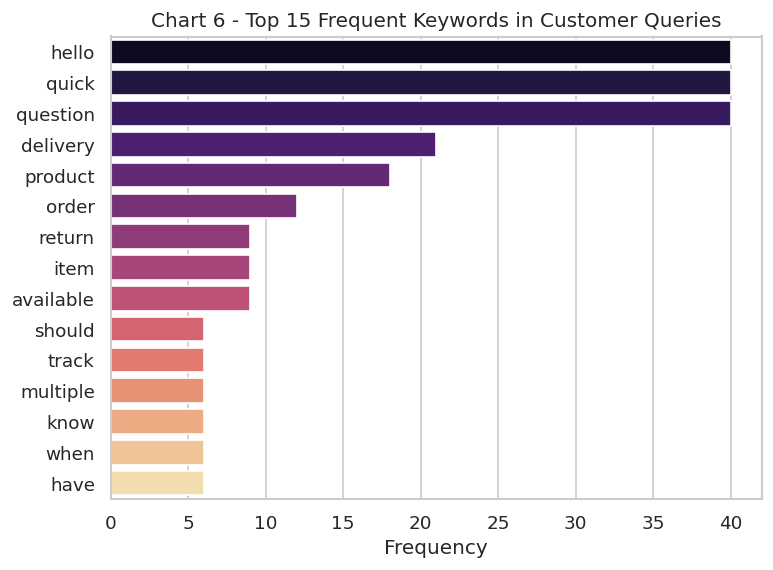 Chart 6 - Top 15 Frequent Keywords in Customer Queries
hello
quick
question
delivery
product
order
return
item
available
should
track
multiple
know
when
have
0 5 10 15 20 25 30 35 40
Frequency